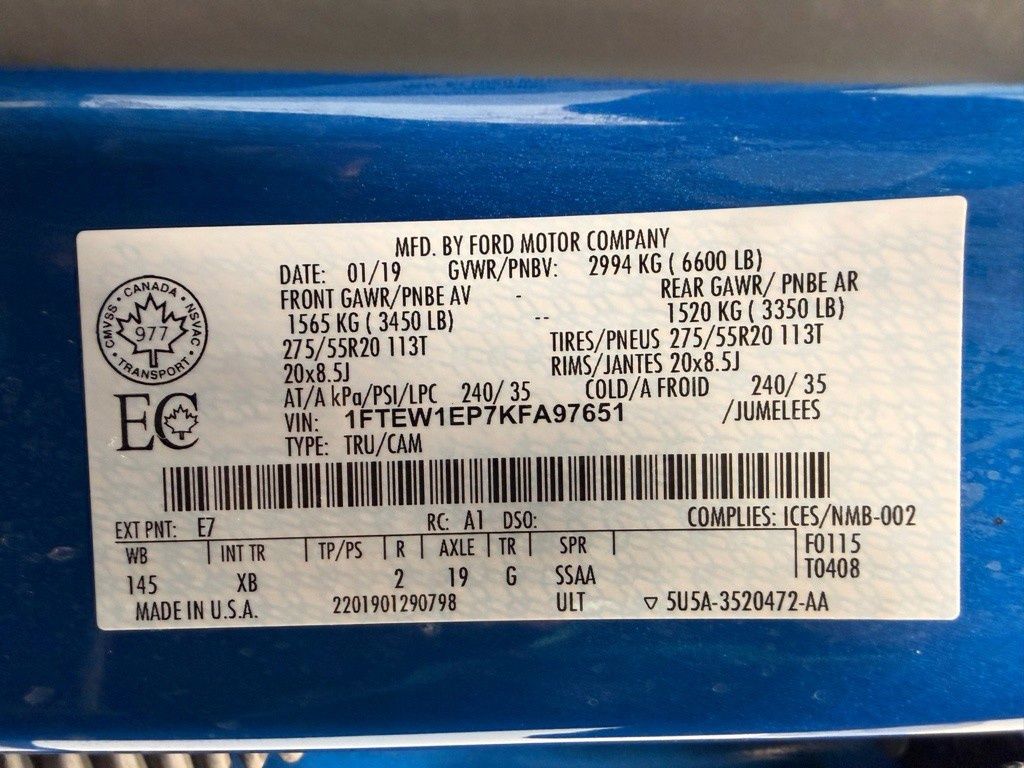 MFD. BY FORD MOTOR COMPANY
DATE: 01/19 GVWR/PNBV: 2994 KG ( 6600 LB)
FRONT GAWR/PNBE AV - REAR GAWR/ PNBE AR
1565 KG ( 3450 LB) -- 1520 KG ( 3350 LB)
275/55R20 113T TIRES/PNEUS 275/55R20 113T
20x8.5J RIMS/JANTES 20x8.5J
AT/A kPa/PSI/LPC 240/ 35 COLD/A FROID 240/ 35
VIN: 1FTEW1EP7KFA97651 /JUMELEES
TYPE: TRU/CAM
CMVSS · CANADA · NSVAC
977
· TRANSPORT ·
EC
EXT PNT: E7 RC: A1 DSO: COMPLIES: ICES/NMB-002
WB INT TR TP/PS R AXLE TR SPR F0115
145 XB 2 19 G SSAA T0408
MADE IN U.S.A. 2201901290798 ULT ▽ 5U5A-3520472-AA